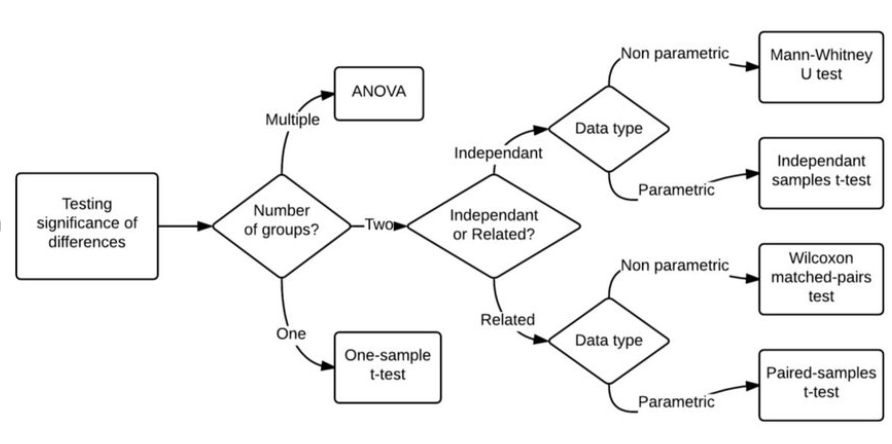 Non parametric
Mann-Whitney
U test
ANOVA
Multiple
Data type
Independant
Independant
samples t-test
Parametric
Testing
significance of
differences
Number
of groups?
Two
Independant
or Related?
Non parametric
Wilcoxon
matched-pairs
test
Related
One
Data type
One-sample
t-test
Paired-samples
t-test
Parametric